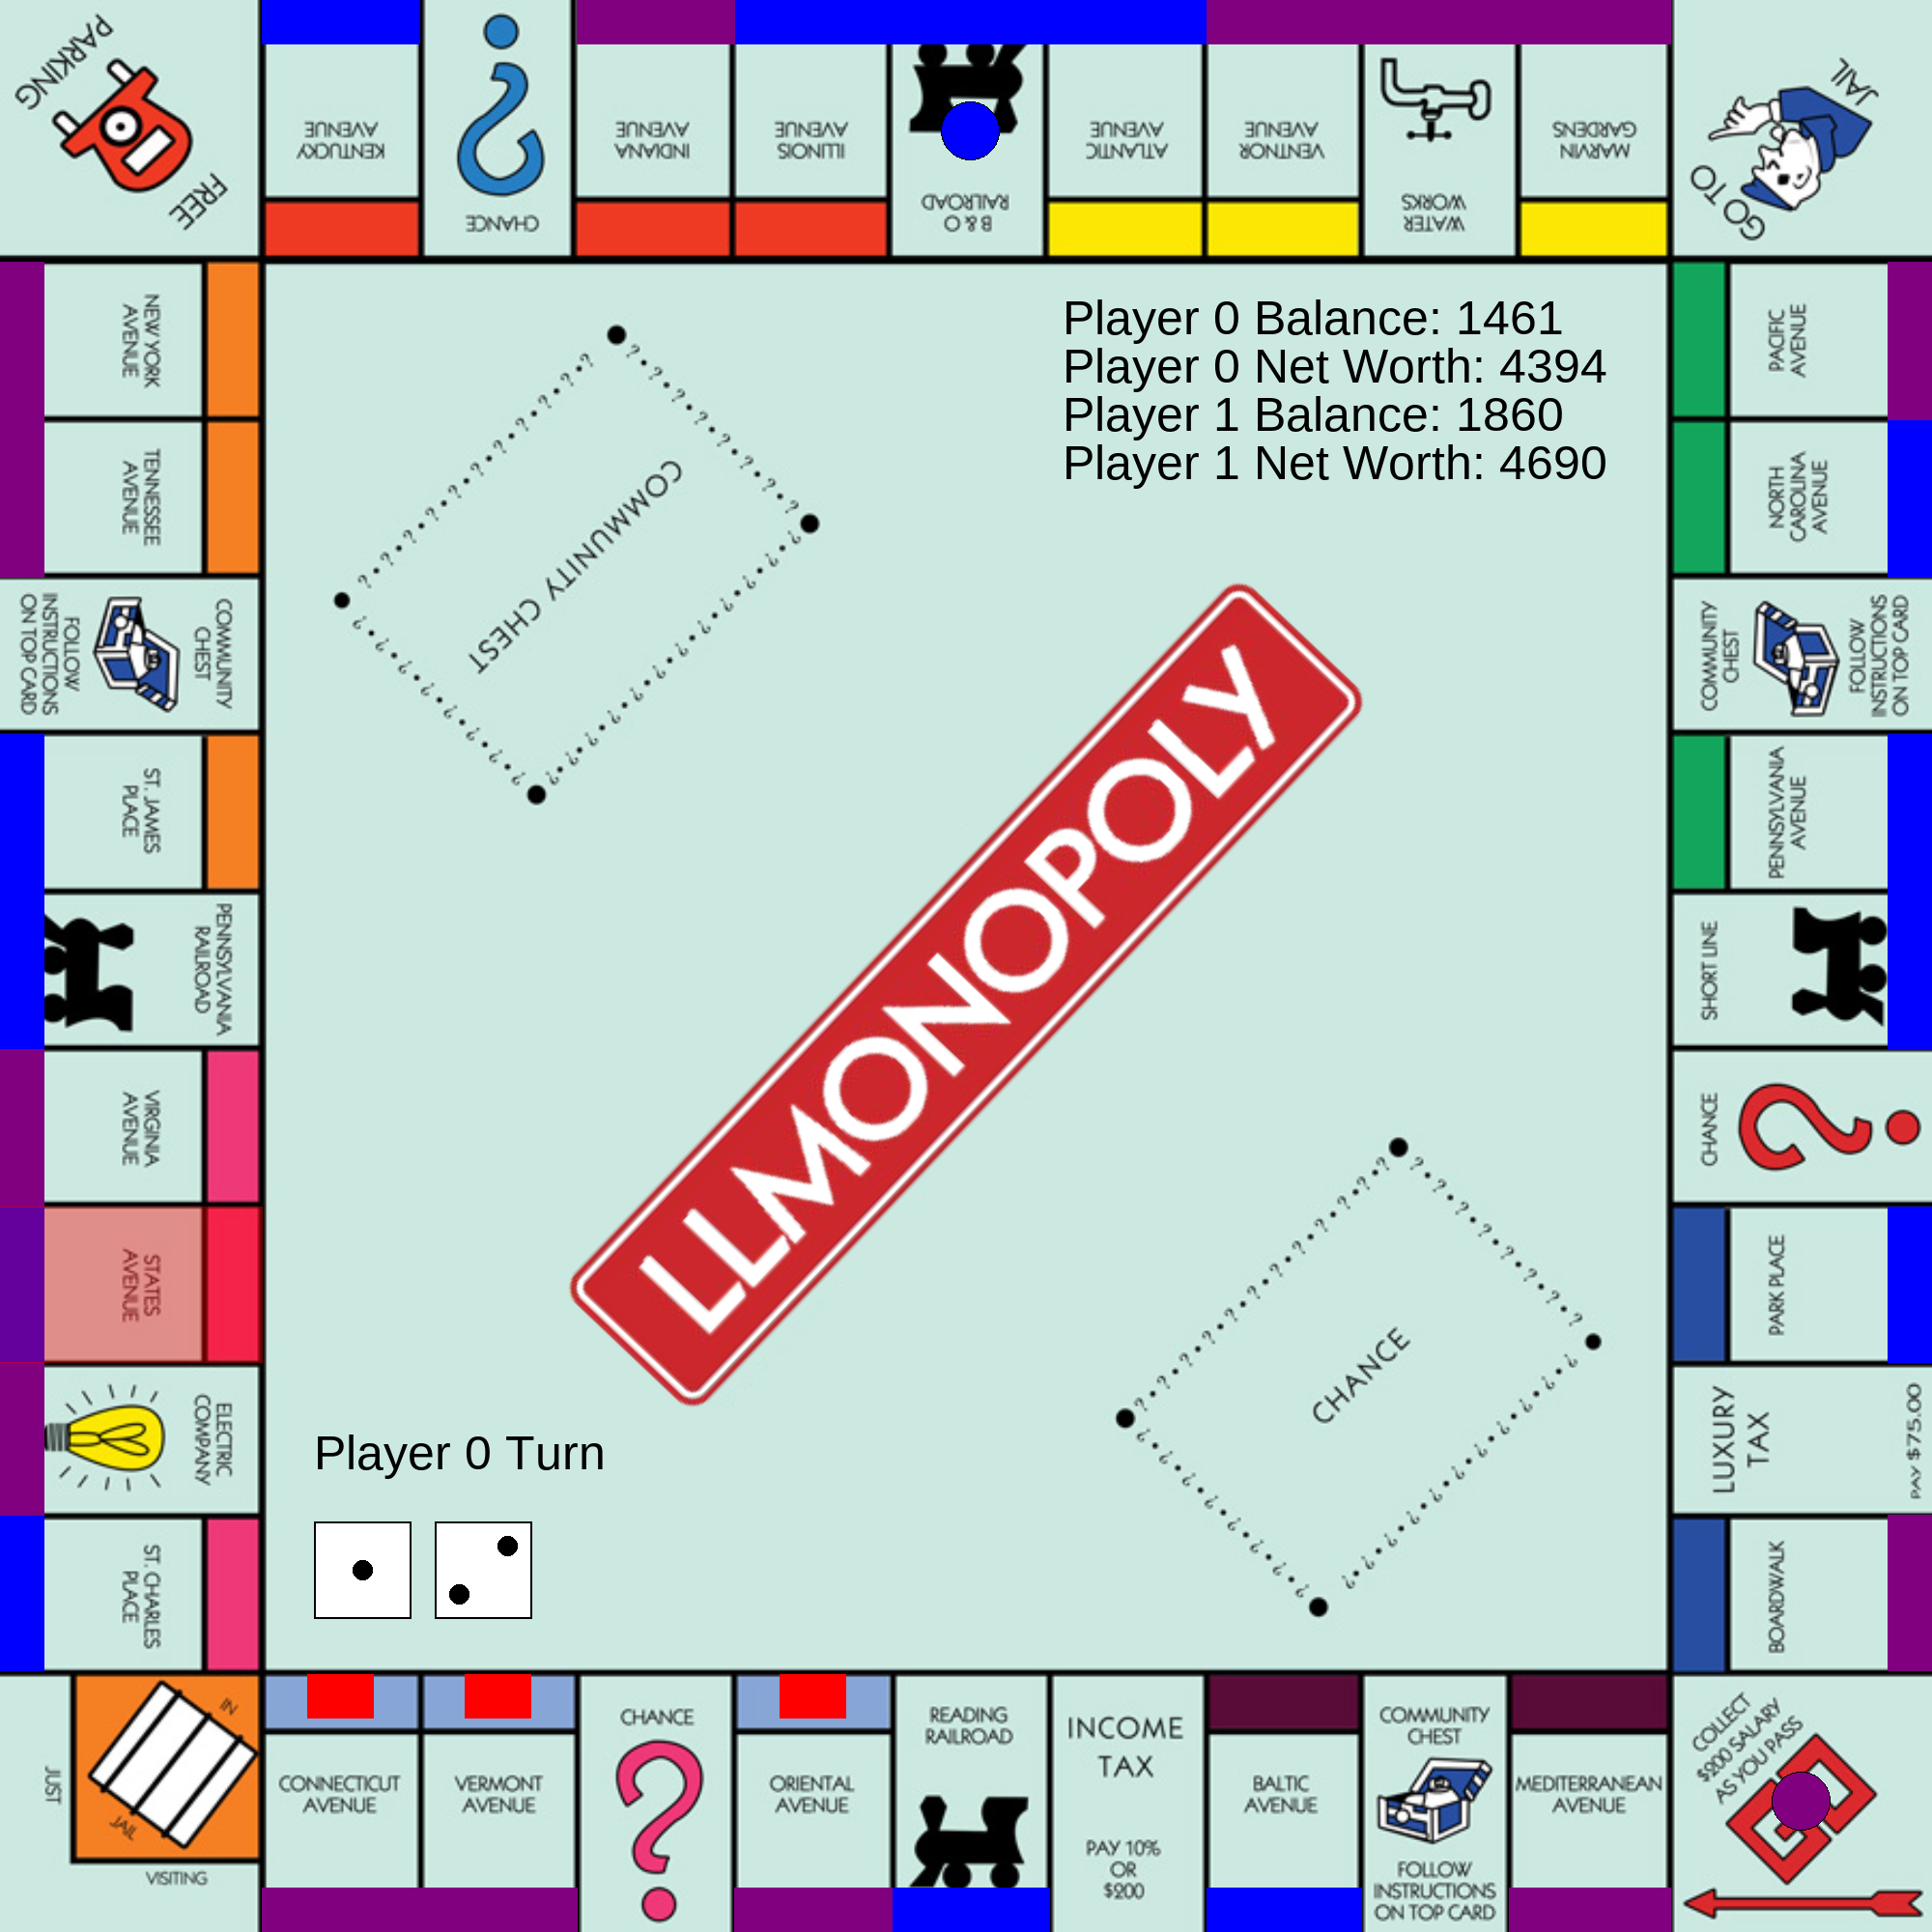 FREE
PARKING
KENTUCKY
AVENUE
CHANCE
INDIANA
AVENUE
ILLINOIS
AVENUE
B & O
RAILROAD
ATLANTIC
AVENUE
VENTNOR
AVENUE
WATER
WORKS
MARVIN
GARDENS
GO TO
JAIL
NEW YORK
AVENUE
TENNESSEE
AVENUE
COMMUNITY
CHEST
FOLLOW
INSTRUCTIONS
ON TOP CARD
ST. JAMES
PLACE
PENNSYLVANIA
RAILROAD
VIRGINIA
AVENUE
STATES
AVENUE
ELECTRIC
COMPANY
ST. CHARLES
PLACE
Player 0 Balance: 1461
Player 0 Net Worth: 4394
Player 1 Balance: 1860
Player 1 Net Worth: 4690
COMMUNITY CHEST
LLMONOPOLY
CHANCE
Player 0 Turn
PACIFIC
AVENUE
NORTH
CAROLINA
AVENUE
COMMUNITY
CHEST
FOLLOW
INSTRUCTIONS
ON TOP CARD
PENNSYLVANIA
AVENUE
SHORT LINE
CHANCE
PARK PLACE
LUXURY
TAX
PAY $75.00
BOARDWALK
JUST
VISITING
IN
JAIL
CONNECTICUT
AVENUE
VERMONT
AVENUE
CHANCE
ORIENTAL
AVENUE
READING
RAILROAD
INCOME
TAX
PAY 10%
OR
$200
BALTIC
AVENUE
COMMUNITY
CHEST
FOLLOW
INSTRUCTIONS
ON TOP CARD
MEDITERRANEAN
AVENUE
COLLECT
$200 SALARY
AS YOU PASS